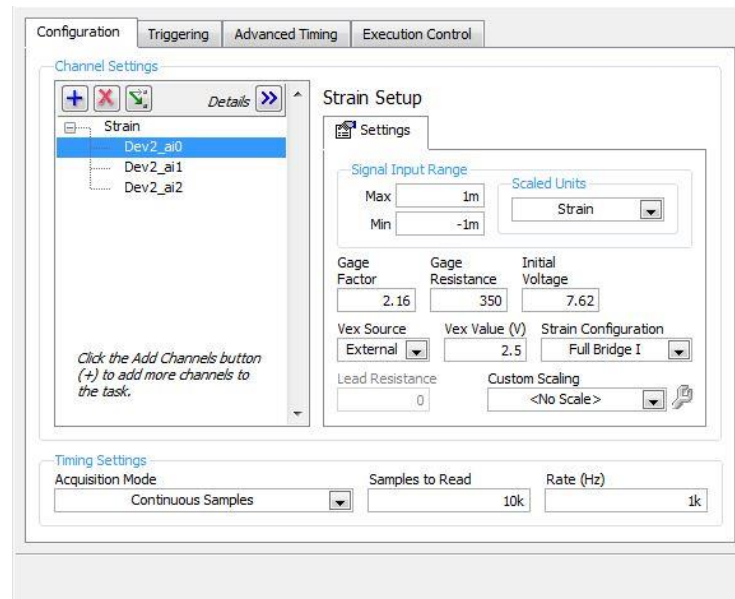 Configuration
Triggering
Advanced Timing
Execution Control
Channel Settings
Details
Strain
Dev2_ai0
Dev2_ai1
Dev2_ai2
Click the Add Channels button
(+) to add more channels to
the task.
Strain Setup
Settings
Signal Input Range
Max 1m
Min -1m
Scaled Units
Strain
Gage Factor
Gage Resistance
Initial Voltage
2.16
350
7.62
Vex Source
Vex Value (V)
Strain Configuration
External
2.5
Full Bridge I
Lead Resistance
Custom Scaling
0
<No Scale>
Timing Settings
Acquisition Mode
Samples to Read
Rate (Hz)
Continuous Samples
10k
1k